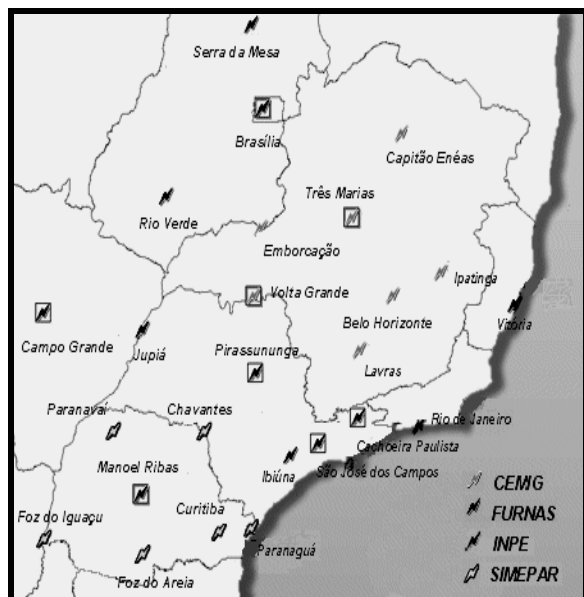 Serra da Mesa
Brasília
Capitão Enéas
Três Marias
Rio Verde
Emborcação
Ipatinga
Volta Grande
Vitória
Belo Horizonte
Campo Grande
Jupiá
Pirassununga
Lavras
Paranavaí
Chavantes
Rio de Janeiro
Cachoeira Paulista
Manoel Ribas
Ibiúna
São José dos Campos
Foz do Iguaçu
Curitiba
Paranaguá
Foz do Areia
CEMIG
FURNAS
INPE
SIMEPAR